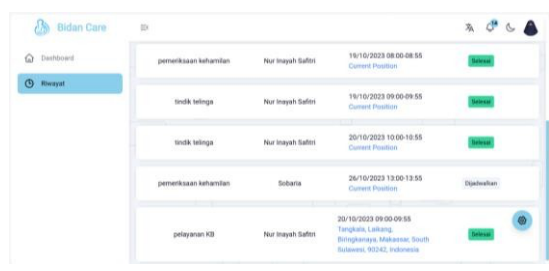 Bidan Care
Dashboard
Riwayat
pemeriksaan kehamilan
Nur Inayah Safitri
19/10/2023 08:00-08:55
Current Position
Selesai
tindik telinga
Nur Inayah Safitri
19/10/2023 09:00-09:55
Current Position
Selesai
tindik telinga
Nur Inayah Safitri
20/10/2023 10:00-10:55
Current Position
Selesai
pemeriksaan kehamilan
Sobaria
26/10/2023 13:00-13:55
Current Position
Dijadwalkan
pelayanan KB
Nur Inayah Safitri
20/10/2023 09:00-09:55
Tangkala, Laikang,
Biringkanaya, Makassar, South
Sulawesi, 90242, Indonesia
Selesai